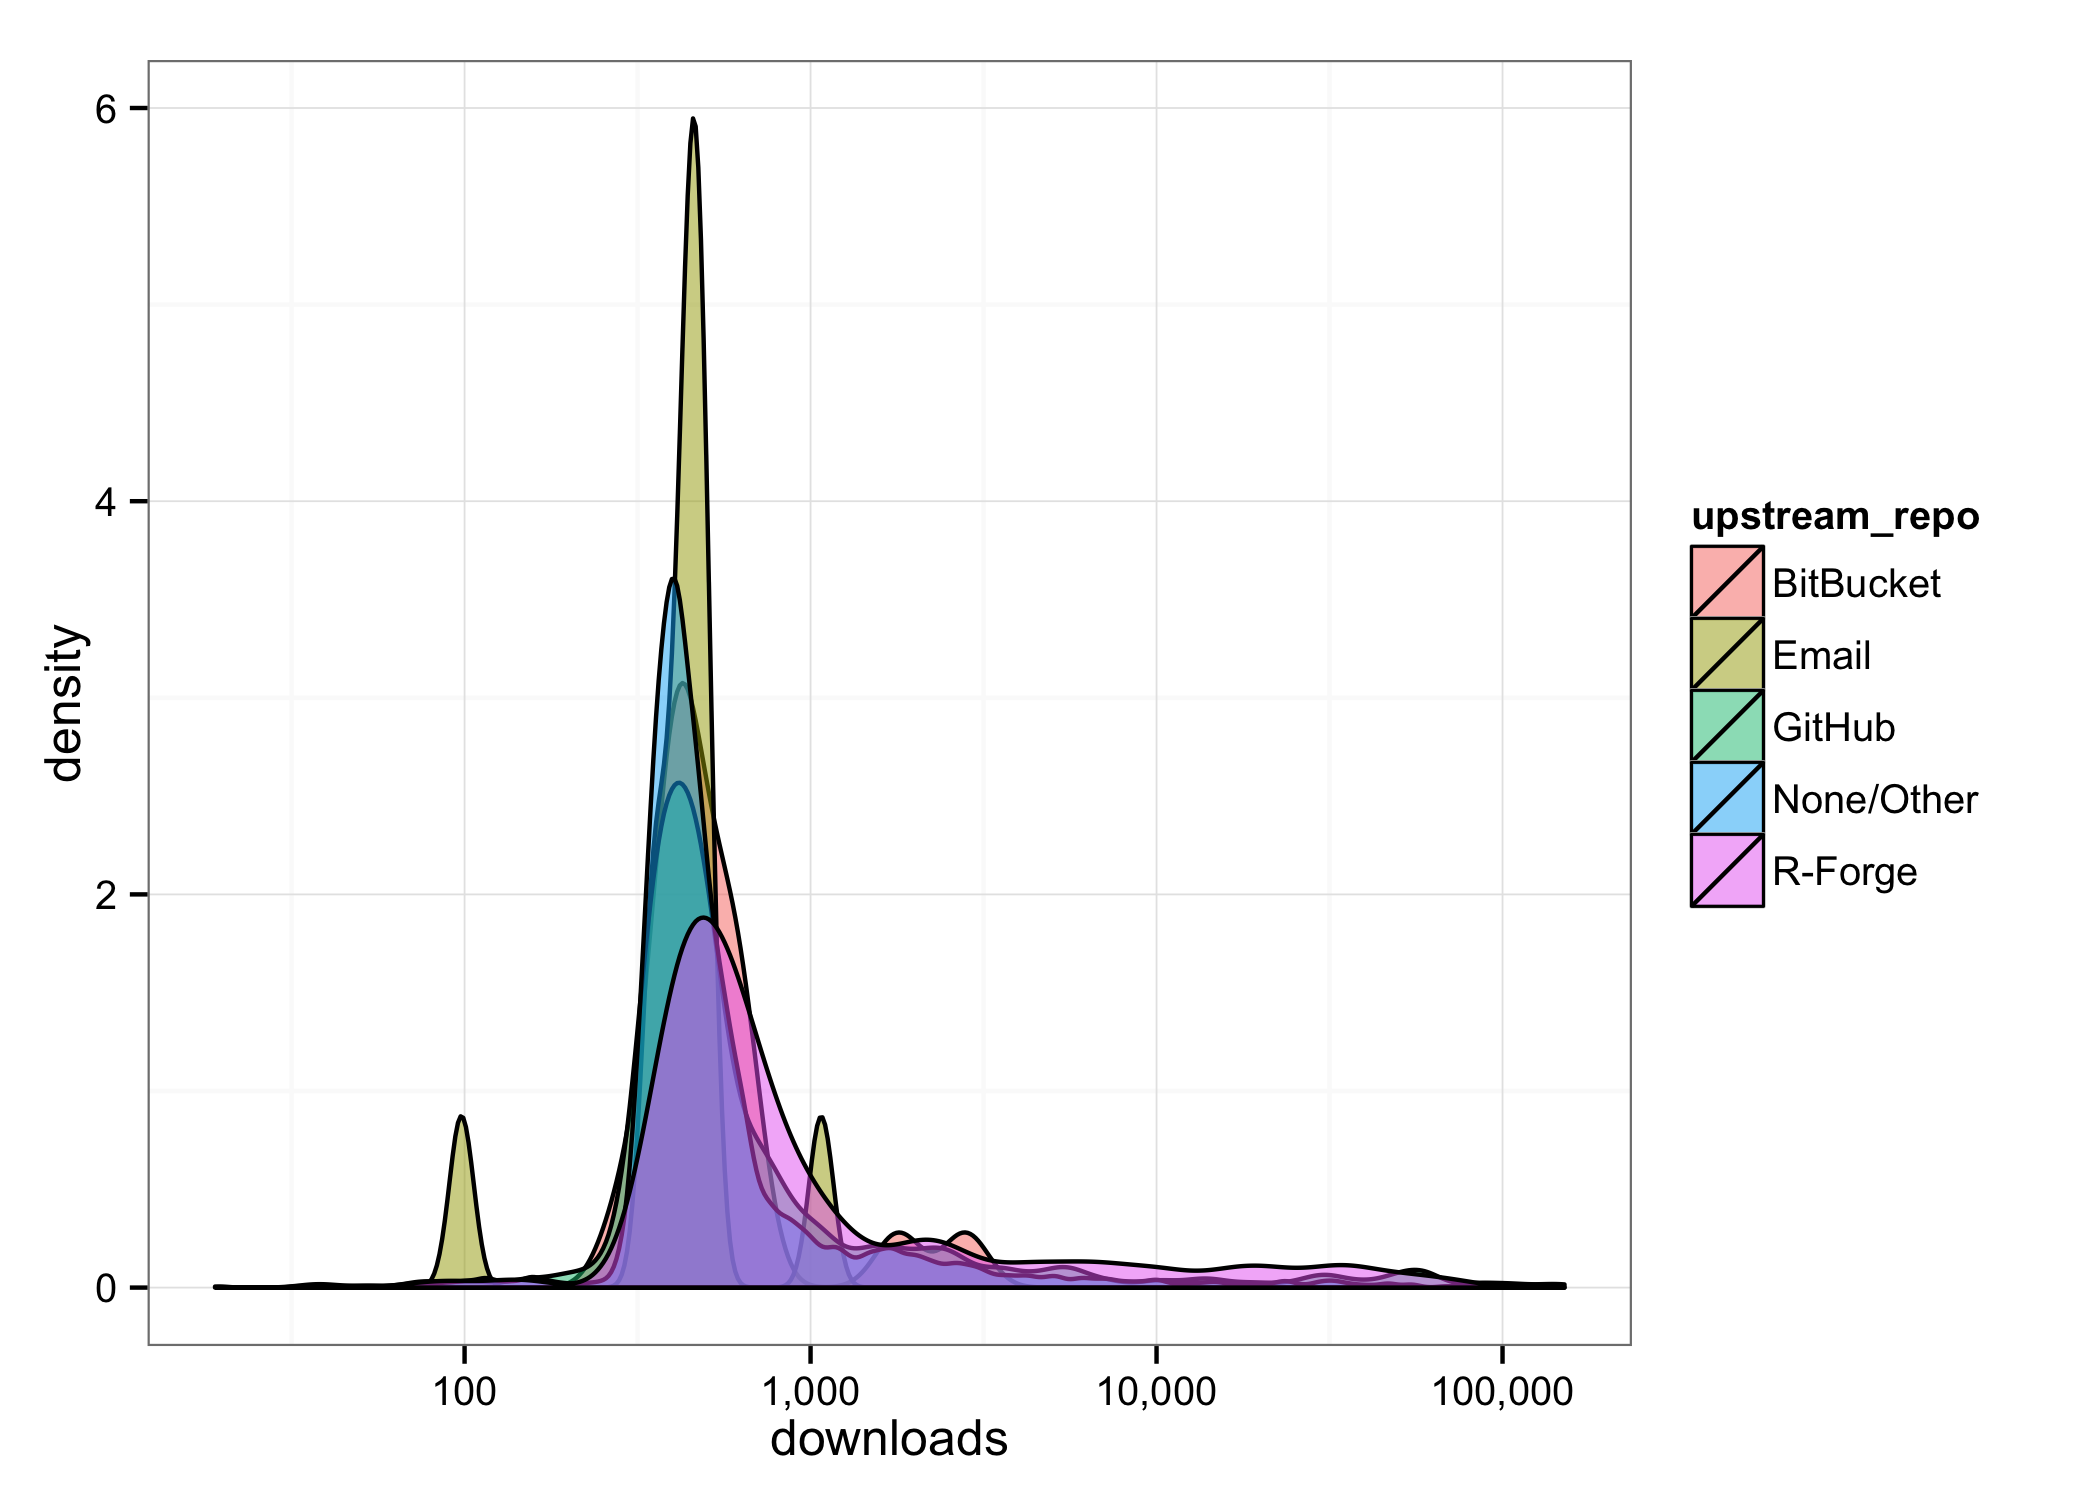 6
4
2
0
density
100
1,000
10,000
100,000
downloads
upstream_repo
BitBucket
Email
GitHub
None/Other
R-Forge